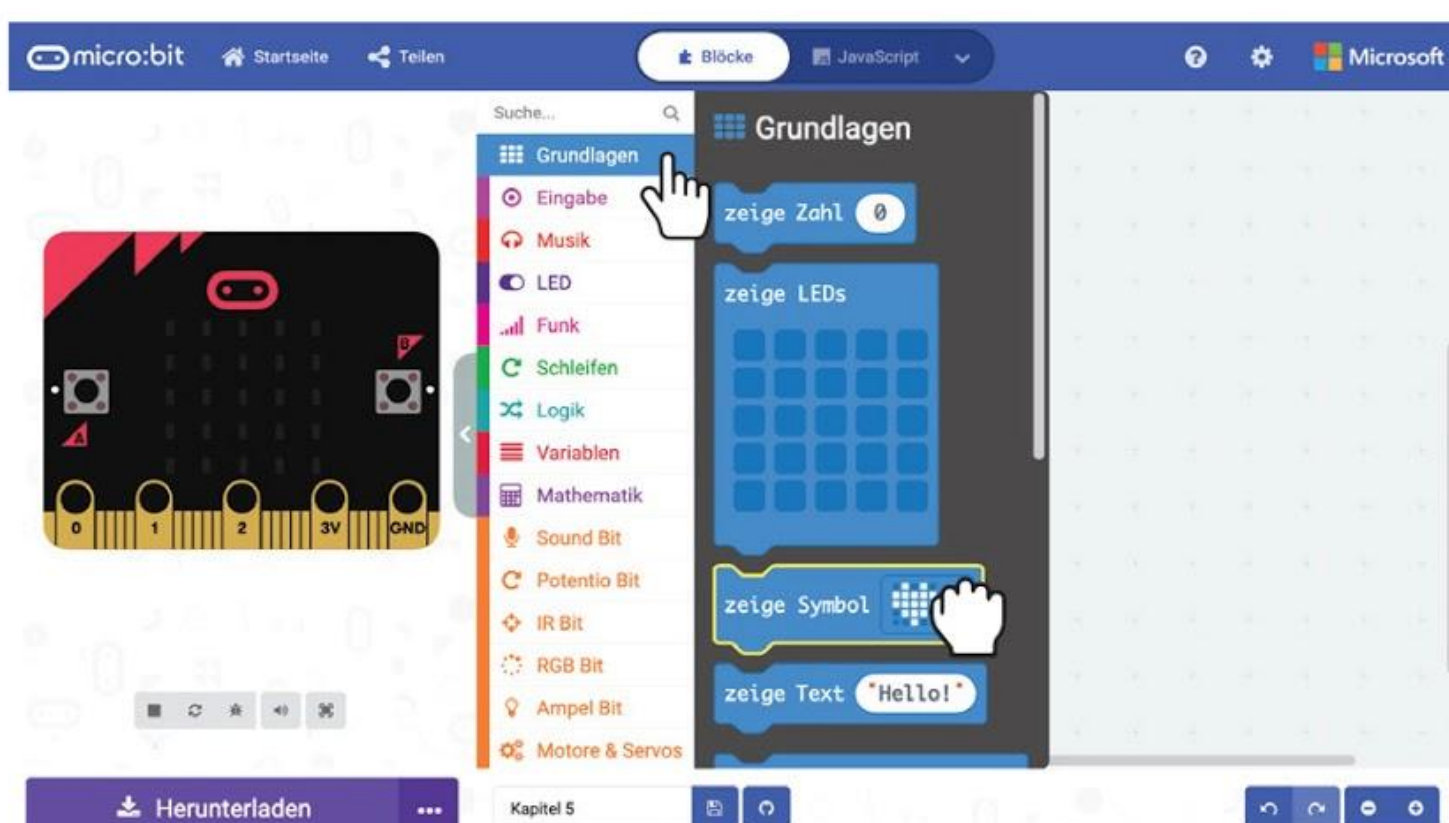 micro:bit Startseite Teilen Blöcke JavaScript Microsoft
Suche...
Grundlagen
Eingabe
Musik
LED
Funk
Schleifen
Logik
Variablen
Mathematik
Sound Bit
Potentio Bit
IR Bit
RGB Bit
Ampel Bit
Motore & Servos
Grundlagen
zeige Zahl 0
zeige LEDs
zeige Symbol
zeige Text "Hello!"
B
A
0 1 2 3V GND
Herunterladen ...
Kapitel 5